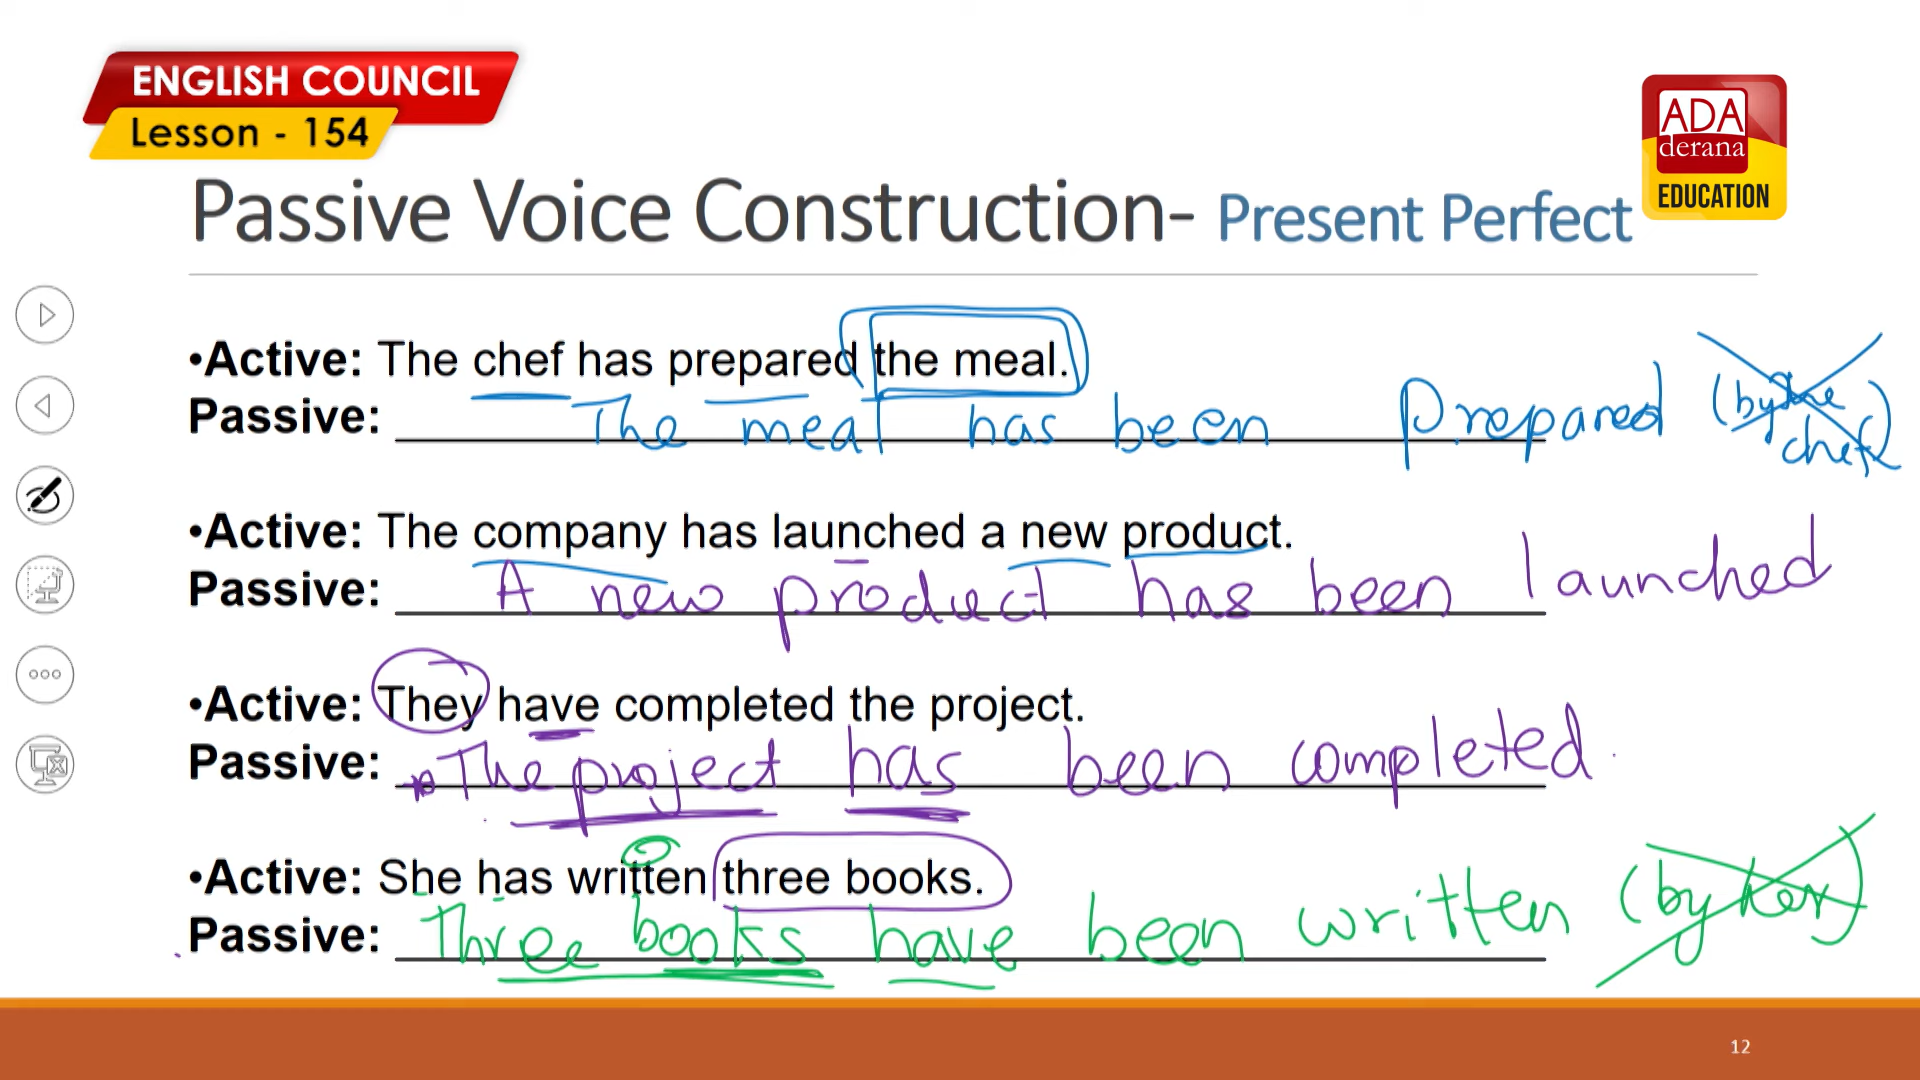 ENGLISH COUNCIL
Lesson - 154
ADA
derana
EDUCATION
Passive Voice Construction- Present Perfect
•Active: The chef has prepared the meal.
Passive: The meal has been prepared (by the chef)
•Active: The company has launched a new product.
Passive: A new product has been launched
•Active: They have completed the project.
Passive: The project has been completed.
•Active: She has written three books.
Passive: Three books have been written (by her)
12